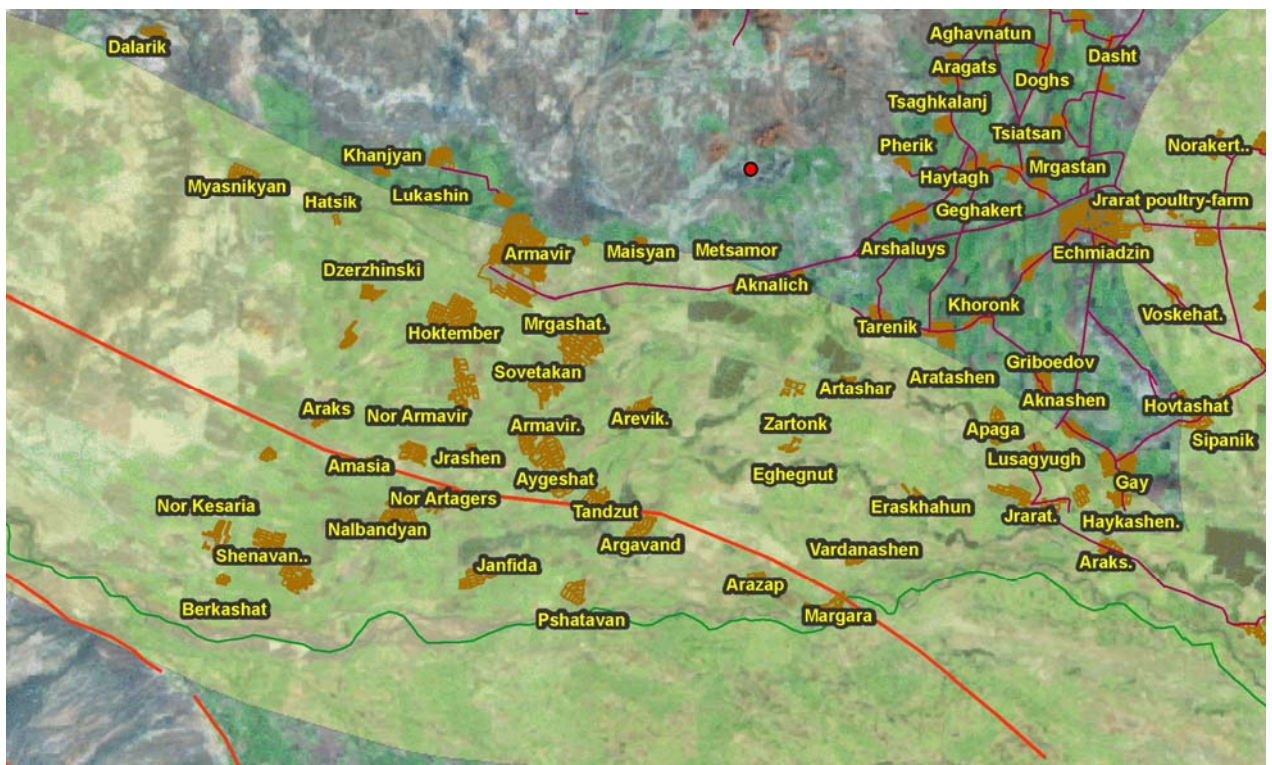 Aghavnatun
Dalarik
Dasht
Aragats
Doghs
Tsaghkalanj
Tsiatsan
Pherik
Norakert..
Khanjyan
Mrgastan
Haytagh
Myasnikyan
Lukashin
Hatsik
Jrarat poultry-farm
Geghakert
Armavir
Maisyan
Metsamor
Arshaluys
Echmiadzin
Dzerzhinski
Aknalich
Khoronk
Voskehat.
Hoktember
Mrgashat.
Tarenik
Griboedov
Sovetakan
Aratashen
Artashar
Aknashen
Hovtashat
Araks
Nor Armavir
Armavir.
Arevik.
Zartonk
Apaga
Sipanik
Jrashen
Lusagyugh
Amasia
Aygeshat
Eghegnut
Gay
Nor Artagers
Nor Kesaria
Tandzut
Eraskhahun
Jrarat.
Haykashen.
Nalbandyan
Argavand
Vardanashen
Shenavan..
Janfida
Araks.
Arazap
Berkashat
Pshatavan
Margara